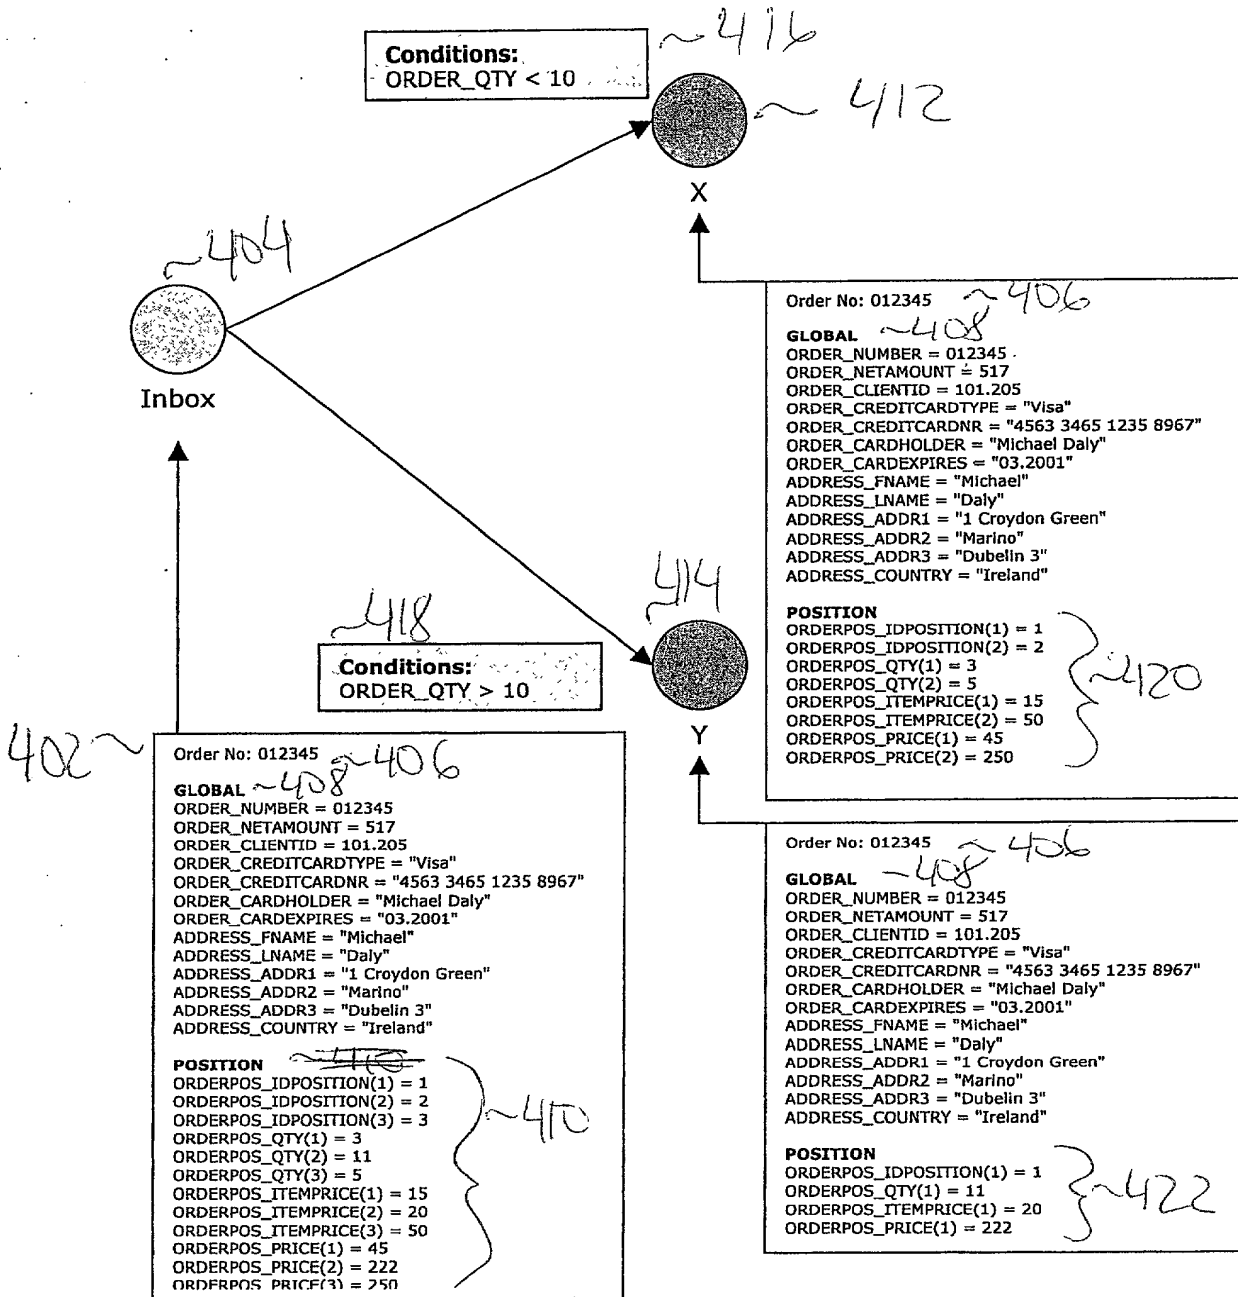 Conditions:
ORDER_QTY < 10
~416
~412
X
~404
Inbox
Order No: 012345 ~406
GLOBAL ~408
ORDER_NUMBER = 012345
ORDER_NETAMOUNT = 517
ORDER_CLIENTID = 101.205
ORDER_CREDITCARDTYPE = "Visa"
ORDER_CREDITCARDNR = "4563 3465 1235 8967"
ORDER_CARDHOLDER = "Michael Daly"
ORDER_CARDEXPIRES = "03.2001"
ADDRESS_FNAME = "Michael"
ADDRESS_LNAME = "Daly"
ADDRESS_ADDR1 = "1 Croydon Green"
ADDRESS_ADDR2 = "Marino"
ADDRESS_ADDR3 = "Dubelin 3"
ADDRESS_COUNTRY = "Ireland"
POSITION
ORDERPOS_IDPOSITION(1) = 1
ORDERPOS_IDPOSITION(2) = 2
ORDERPOS_QTY(1) = 3
ORDERPOS_QTY(2) = 5
ORDERPOS_ITEMPRICE(1) = 15
ORDERPOS_ITEMPRICE(2) = 50
ORDERPOS_PRICE(1) = 45
ORDERPOS_PRICE(2) = 250
~420
~414
~418
Conditions:
ORDER_QTY > 10
Y
402~
Order No: 012345 ~406
GLOBAL ~408
ORDER_NUMBER = 012345
ORDER_NETAMOUNT = 517
ORDER_CLIENTID = 101.205
ORDER_CREDITCARDTYPE = "Visa"
ORDER_CREDITCARDNR = "4563 3465 1235 8967"
ORDER_CARDHOLDER = "Michael Daly"
ORDER_CARDEXPIRES = "03.2001"
ADDRESS_FNAME = "Michael"
ADDRESS_LNAME = "Daly"
ADDRESS_ADDR1 = "1 Croydon Green"
ADDRESS_ADDR2 = "Marino"
ADDRESS_ADDR3 = "Dubelin 3"
ADDRESS_COUNTRY = "Ireland"
POSITION ~410
ORDERPOS_IDPOSITION(1) = 1
ORDERPOS_IDPOSITION(2) = 2
ORDERPOS_IDPOSITION(3) = 3
ORDERPOS_QTY(1) = 3
ORDERPOS_QTY(2) = 11
ORDERPOS_QTY(3) = 5
ORDERPOS_ITEMPRICE(1) = 15
ORDERPOS_ITEMPRICE(2) = 20
ORDERPOS_ITEMPRICE(3) = 50
ORDERPOS_PRICE(1) = 45
ORDERPOS_PRICE(2) = 222
ORDERPOS_PRICE(3) = 250
~410
Order No: 012345 ~406
GLOBAL ~408
ORDER_NUMBER = 012345
ORDER_NETAMOUNT = 517
ORDER_CLIENTID = 101.205
ORDER_CREDITCARDTYPE = "Visa"
ORDER_CREDITCARDNR = "4563 3465 1235 8967"
ORDER_CARDHOLDER = "Michael Daly"
ORDER_CARDEXPIRES = "03.2001"
ADDRESS_FNAME = "Michael"
ADDRESS_LNAME = "Daly"
ADDRESS_ADDR1 = "1 Croydon Green"
ADDRESS_ADDR2 = "Marino"
ADDRESS_ADDR3 = "Dubelin 3"
ADDRESS_COUNTRY = "Ireland"
POSITION
ORDERPOS_IDPOSITION(1) = 1
ORDERPOS_QTY(1) = 11
ORDERPOS_ITEMPRICE(1) = 20
ORDERPOS_PRICE(1) = 222
~422